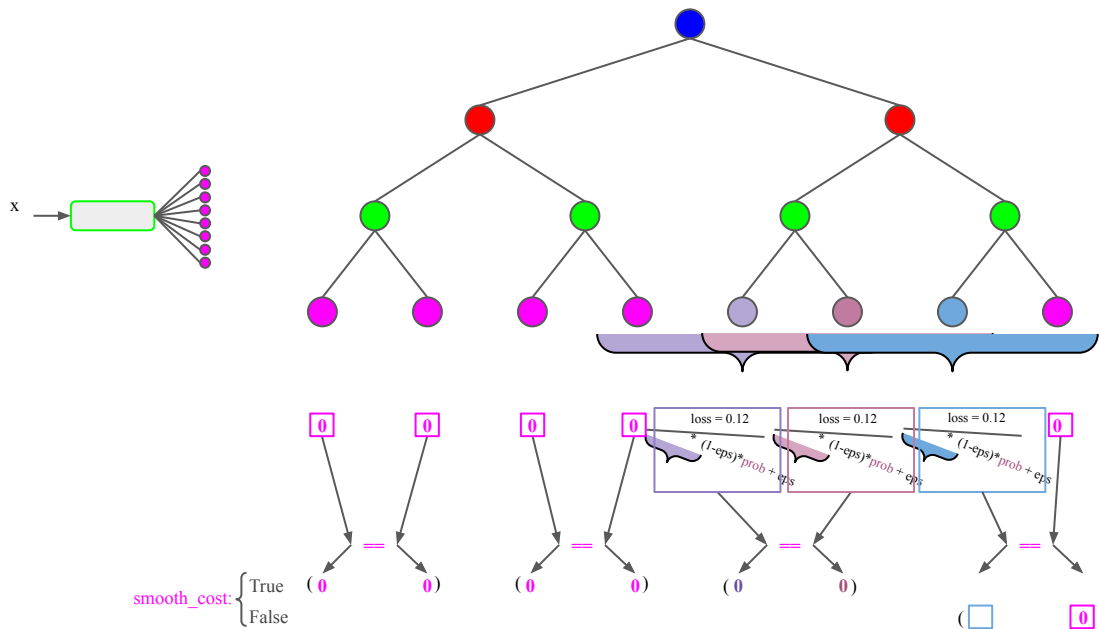 x
0 0 0 0 loss = 0.12 loss = 0.12 loss = 0.12 0
* (1-eps)*prob + eps * (1-eps)*prob + eps * (1-eps)*prob + eps
== == == ==
smooth_cost: True (0 0) (0 0) (0 0)
False ( 0